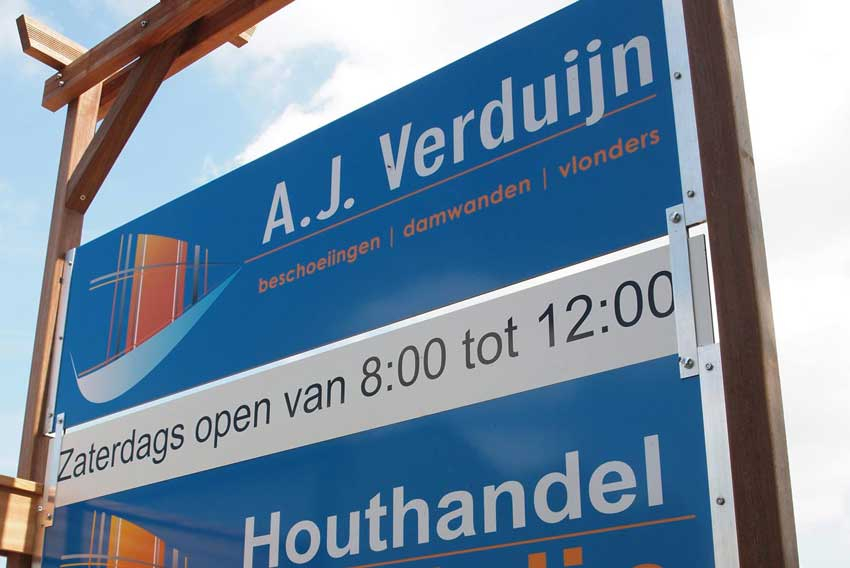 A.J. Verduijn
beschoeiingen | damwanden | vlonders
Zaterdags open van 8:00 tot 12:00
Houthandel